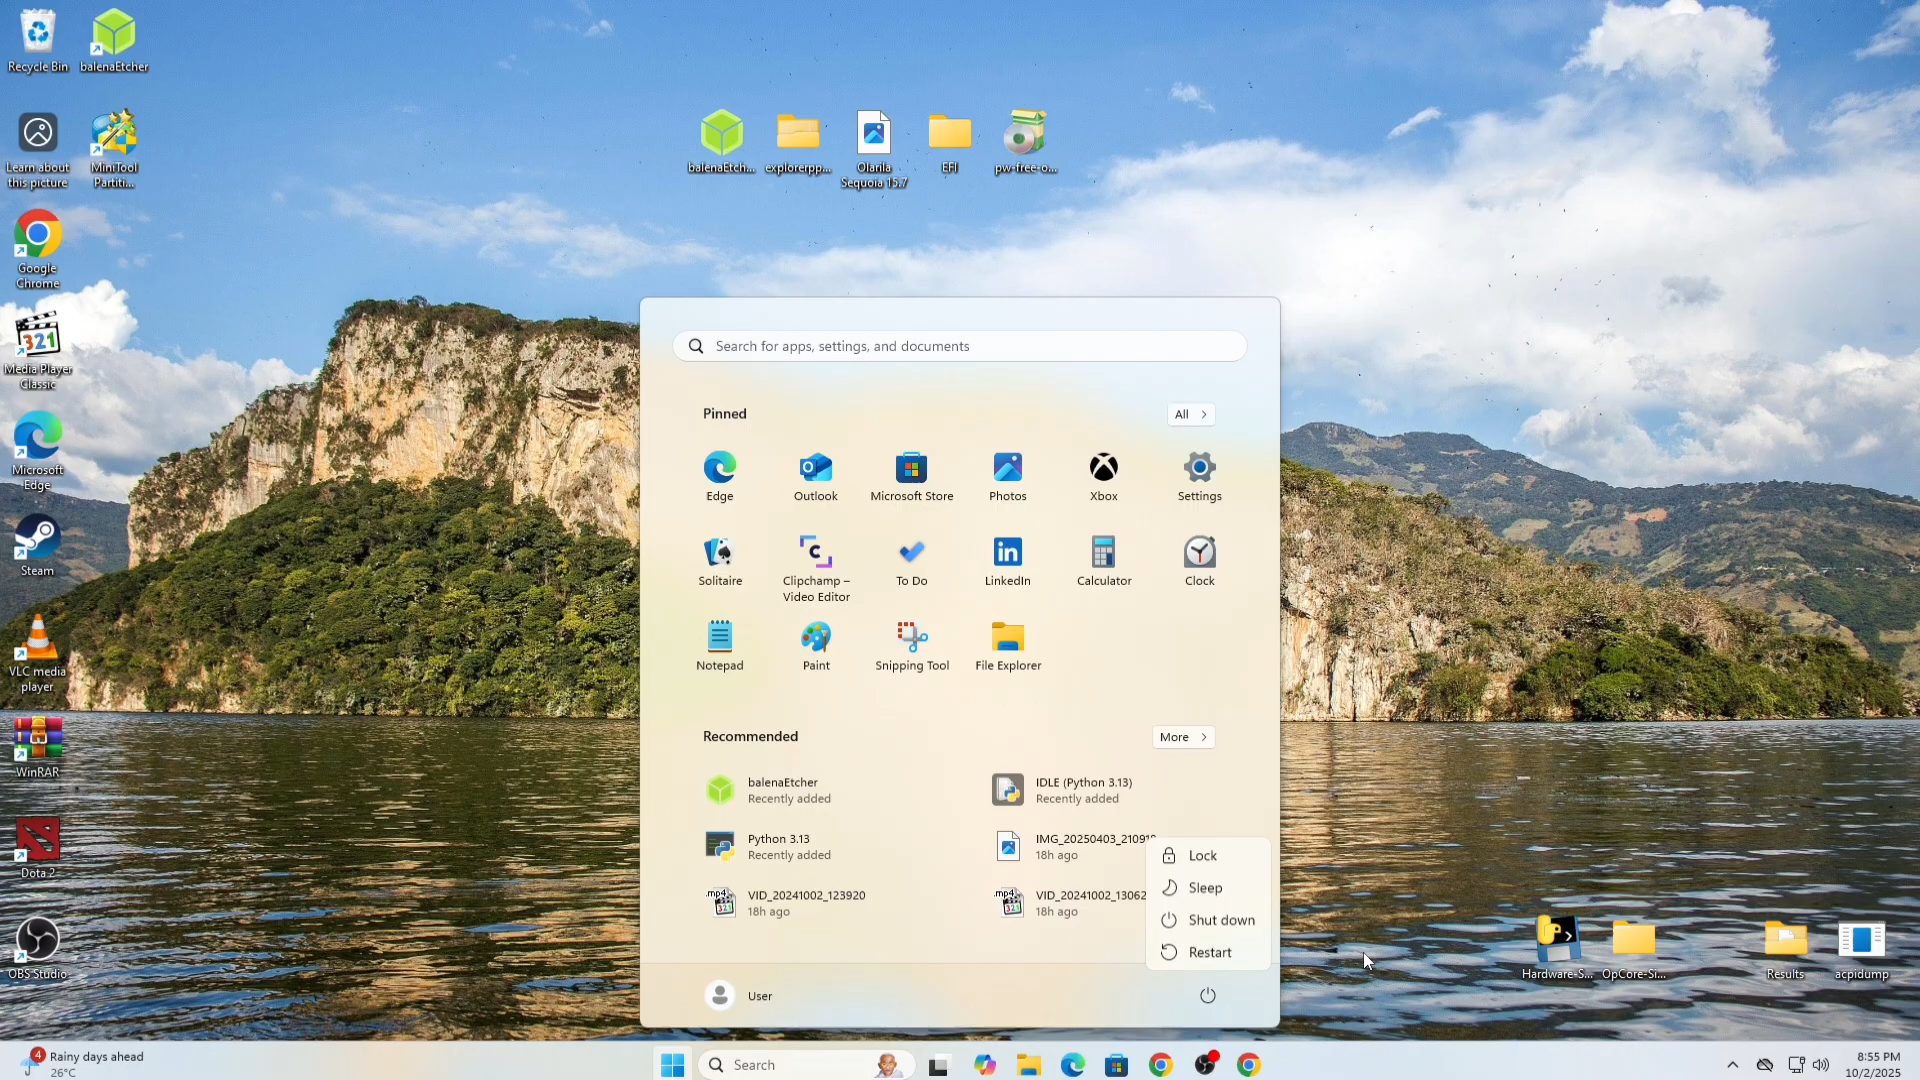 Recycle Bin
balenaEtcher
Learn about
this picture
MiniTool
Partiti...
Google
Chrome
321
Media Player
Classic
Microsoft
Edge
Steam
VLC media
player
WinRAR
Dota 2
OBS Studio
balenaEtch...
explorerpp...
Olarila
Sequoia 15.7
EFI
pw-free-o...
Search for apps, settings, and documents
Pinned
All
Edge
Outlook
Microsoft Store
Photos
Xbox
Settings
Solitaire
Clipchamp –
Video Editor
To Do
LinkedIn
Calculator
Clock
Notepad
Paint
Snipping Tool
File Explorer
Recommended
More
balenaEtcher
Recently added
IDLE (Python 3.13)
Recently added
Python 3.13
Recently added
IMG_20250403_21091
18h ago
VID_20241002_123920
18h ago
VID_20241002_13062
18h ago
Lock
Sleep
Shut down
Restart
User
Hardware-S...
OpCore-Si...
Results
acpidump
4
Rainy days ahead
26°C
Search
8:55 PM
10/2/2025